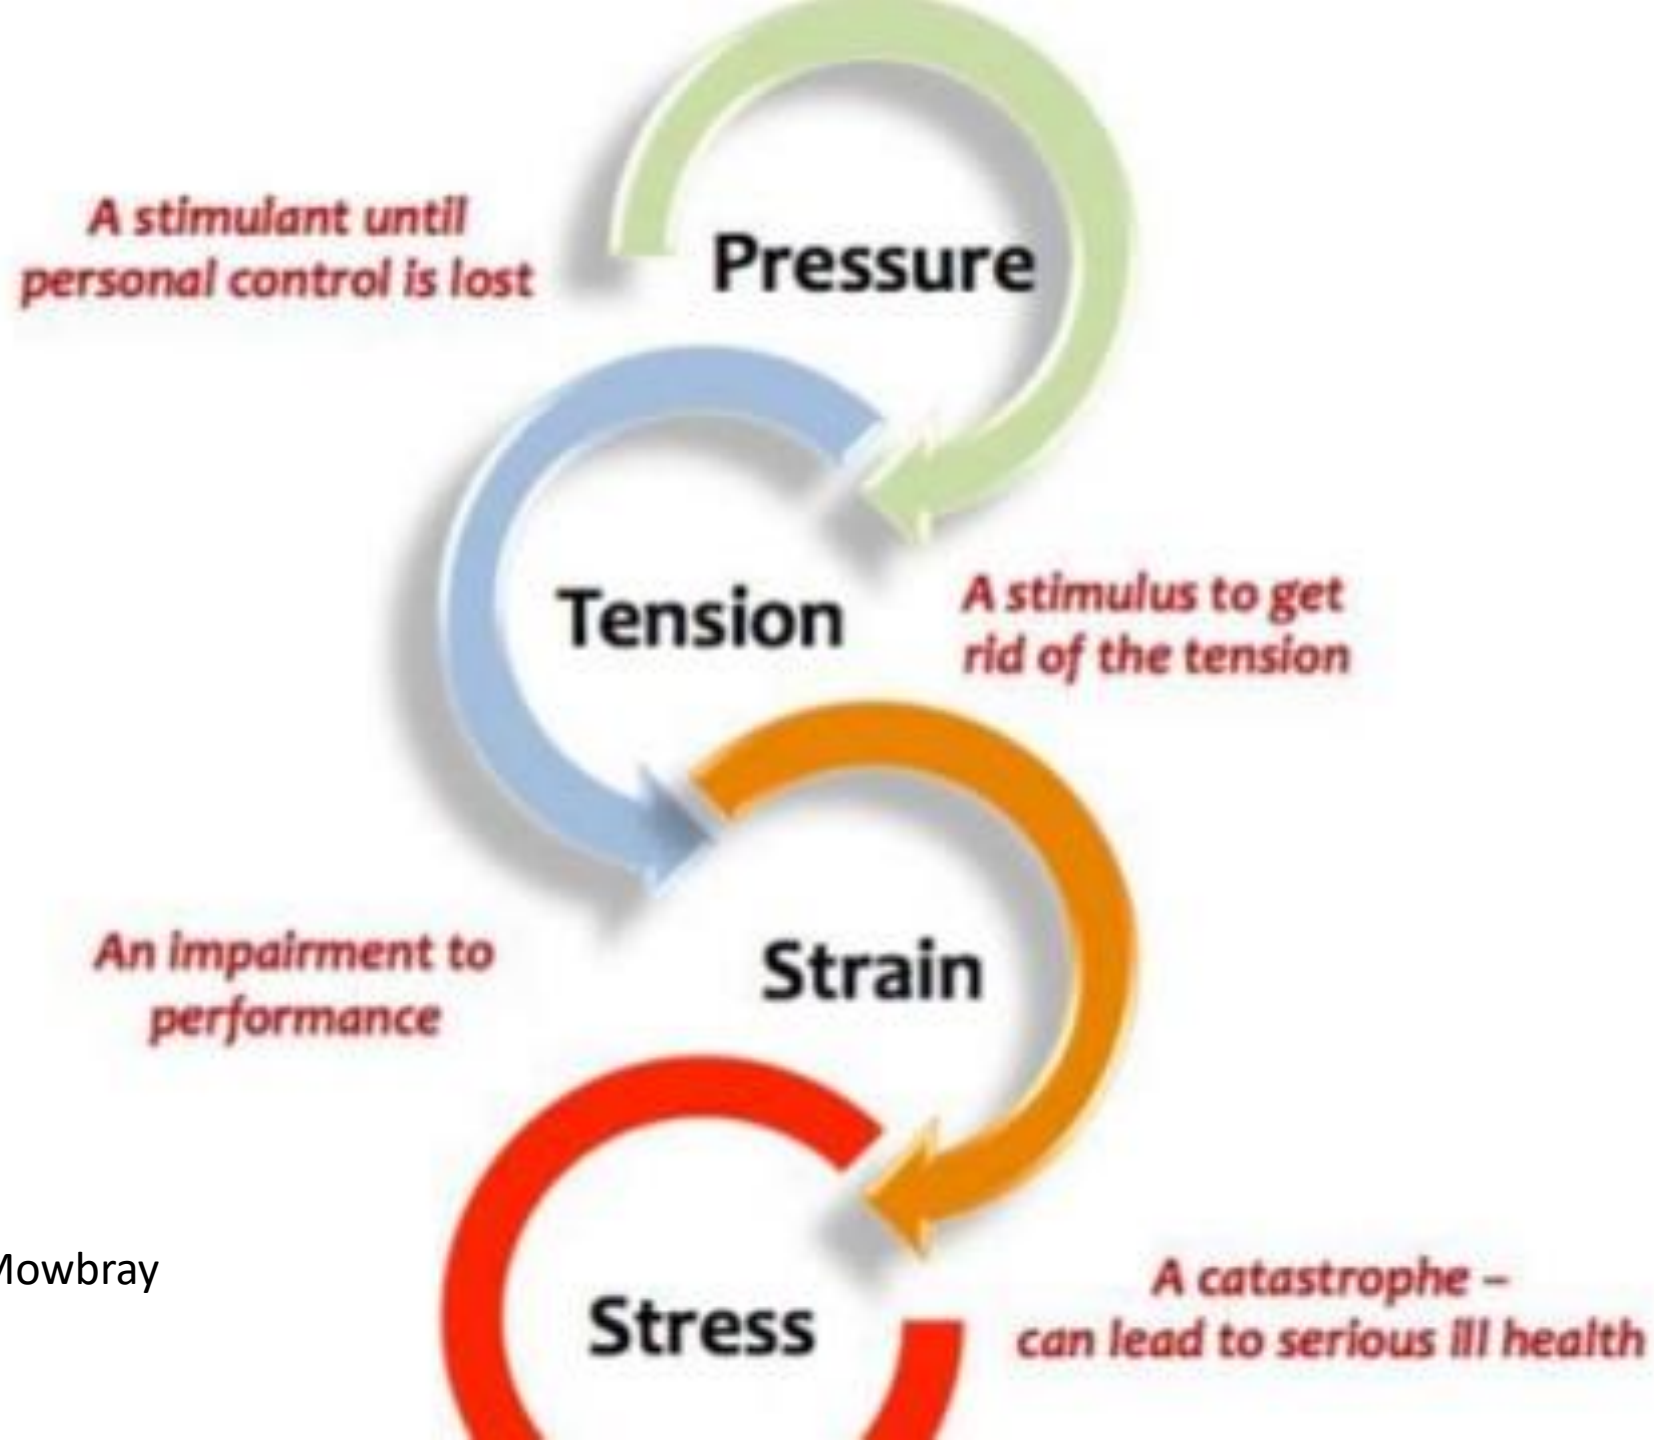 A stimulant until
personal control is lost
Pressure
Tension
A stimulus to get
rid of the tension
An impairment to
performance
Strain
Mowbray
Stress
A catastrophe –
can lead to serious ill health